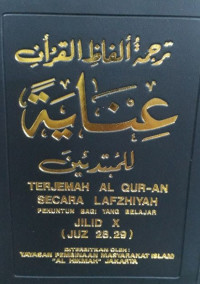 ترجمة ألفاظ القرآن
عناية
للمبتدئين
TERJEMAH AL QUR-AN
SECARA LAFZHIYAH
PENUNTUN BAGI YANG BELAJAR
JILID X
(JUZ 28,29)
DITERBITKAN OLEH:
YAYASAN PEMBINAAN MASYARAKAT ISLAM
"AL HIKMAH" JAKARTA